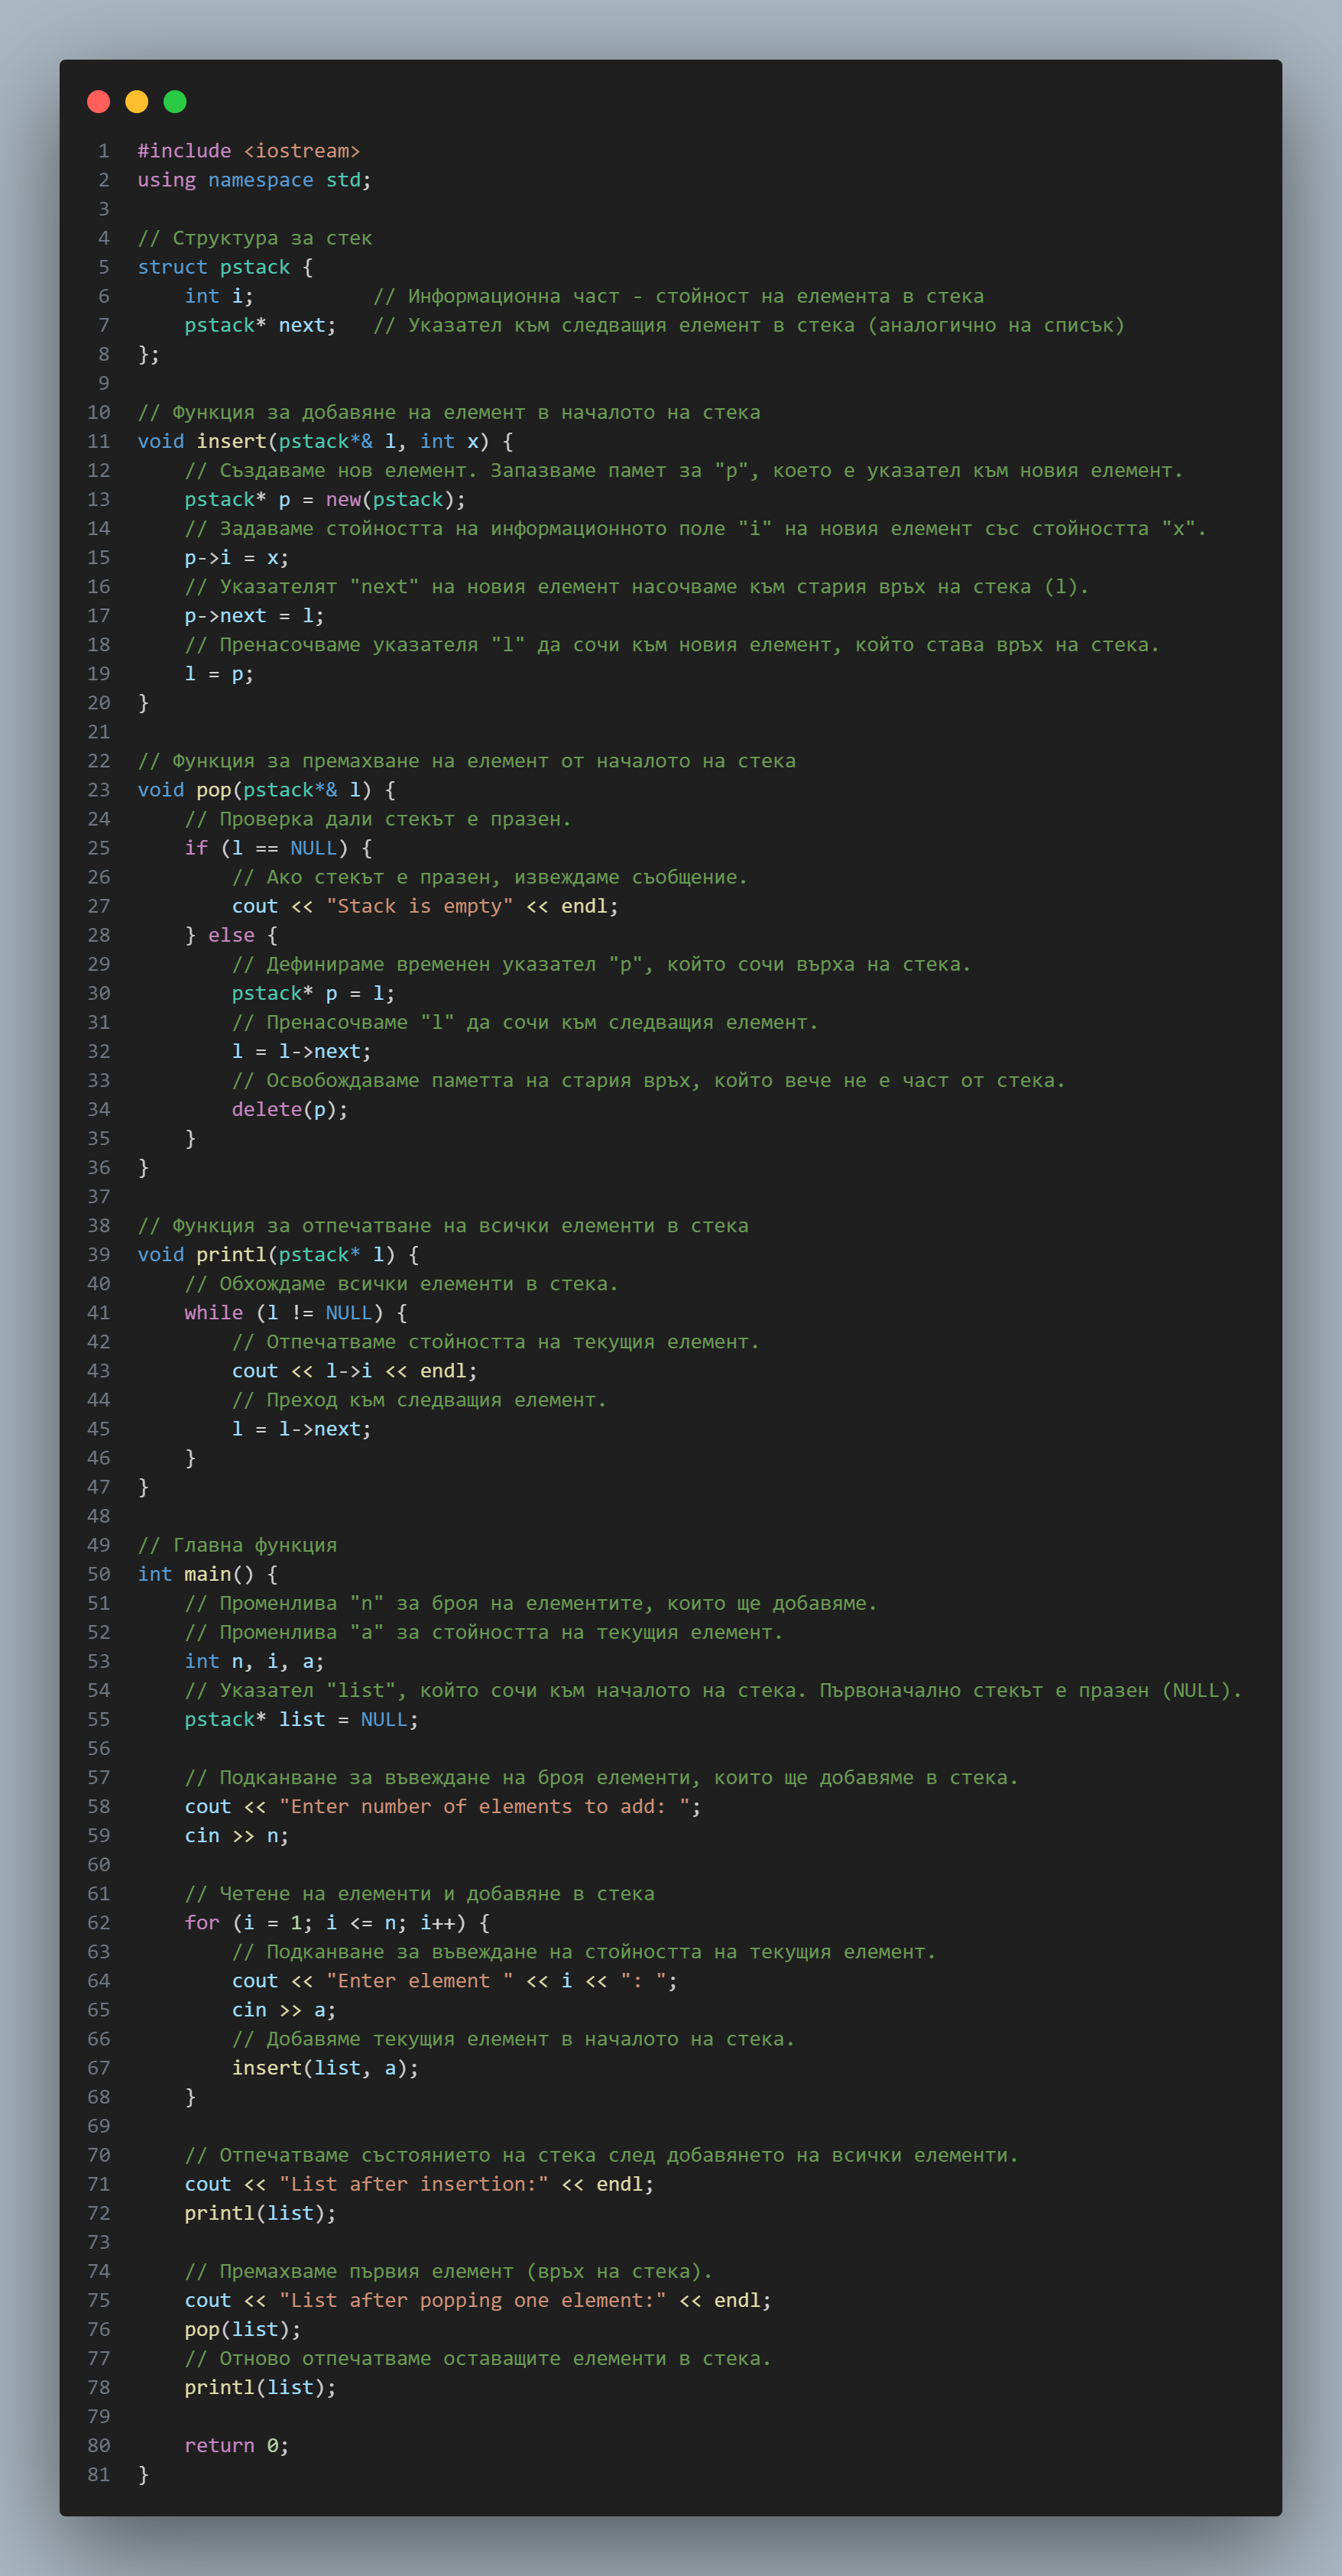 1 #include <iostream>
2 using namespace std;
3
4 // Структура за стек
5 struct pstack {
6     int i;          // Информационна част - стойност на елемента в стека
7     pstack* next;   // Указател към следващия елемент в стека (аналогично на списък)
8 };
9
10 // Функция за добавяне на елемент в началото на стека
11 void insert(pstack*& l, int x) {
12     // Създаваме нов елемент. Запазваме памет за "p", което е указател към новия елемент.
13     pstack* p = new(pstack);
14     // Задаваме стойността на информационното поле "i" на новия елемент със стойността "x".
15     p->i = x;
16     // Указателят "next" на новия елемент насочваме към стария връх на стека (l).
17     p->next = l;
18     // Пренасочваме указателя "l" да сочи към новия елемент, който става връх на стека.
19     l = p;
20 }
21
22 // Функция за премахване на елемент от началото на стека
23 void pop(pstack*& l) {
24     // Проверка дали стекът е празен.
25     if (l == NULL) {
26         // Ако стекът е празен, извеждаме съобщение.
27         cout << "Stack is empty" << endl;
28     } else {
29         // Дефинираме временен указател "p", който сочи върха на стека.
30         pstack* p = l;
31         // Пренасочваме "l" да сочи към следващия елемент.
32         l = l->next;
33         // Освобождаваме паметта на стария връх, който вече не е част от стека.
34         delete(p);
35     }
36 }
37
38 // Функция за отпечатване на всички елементи в стека
39 void printl(pstack* l) {
40     // Обхождаме всички елементи в стека.
41     while (l != NULL) {
42         // Отпечатваме стойността на текущия елемент.
43         cout << l->i << endl;
44         // Преход към следващия елемент.
45         l = l->next;
46     }
47 }
48
49 // Главна функция
50 int main() {
51     // Променлива "n" за броя на елементите, които ще добавяме.
52     // Променлива "a" за стойността на текущия елемент.
53     int n, i, a;
54     // Указател "list", който сочи към началото на стека. Първоначално стекът е празен (NULL).
55     pstack* list = NULL;
56
57     // Подканване за въвеждане на броя елементи, които ще добавяме в стека.
58     cout << "Enter number of elements to add: ";
59     cin >> n;
60
61     // Четене на елементи и добавяне в стека
62     for (i = 1; i <= n; i++) {
63         // Подканване за въвеждане на стойността на текущия елемент.
64         cout << "Enter element " << i << ": ";
65         cin >> a;
66         // Добавяме текущия елемент в началото на стека.
67         insert(list, a);
68     }
69
70     // Отпечатваме състоянието на стека след добавянето на всички елементи.
71     cout << "List after insertion:" << endl;
72     printl(list);
73
74     // Премахваме първия елемент (връх на стека).
75     cout << "List after popping one element:" << endl;
76     pop(list);
77     // Отново отпечатваме оставащите елементи в стека.
78     printl(list);
79
80     return 0;
81 }